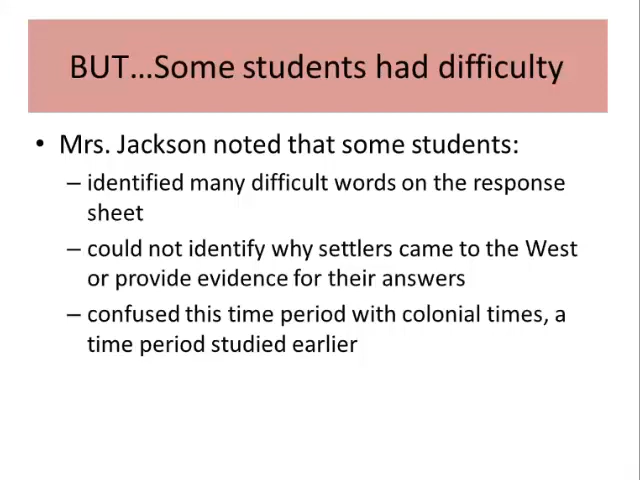 BUT...Some students had difficulty
• Mrs. Jackson noted that some students:
– identified many difficult words on the response
sheet
– could not identify why settlers came to the West
or provide evidence for their answers
– confused this time period with colonial times, a
time period studied earlier